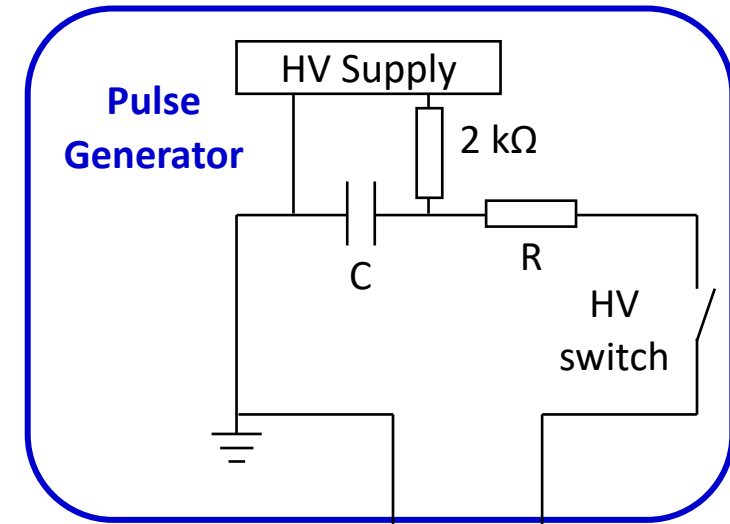 HV Supply
Pulse
Generator
2 kΩ
C
R
HV
switch